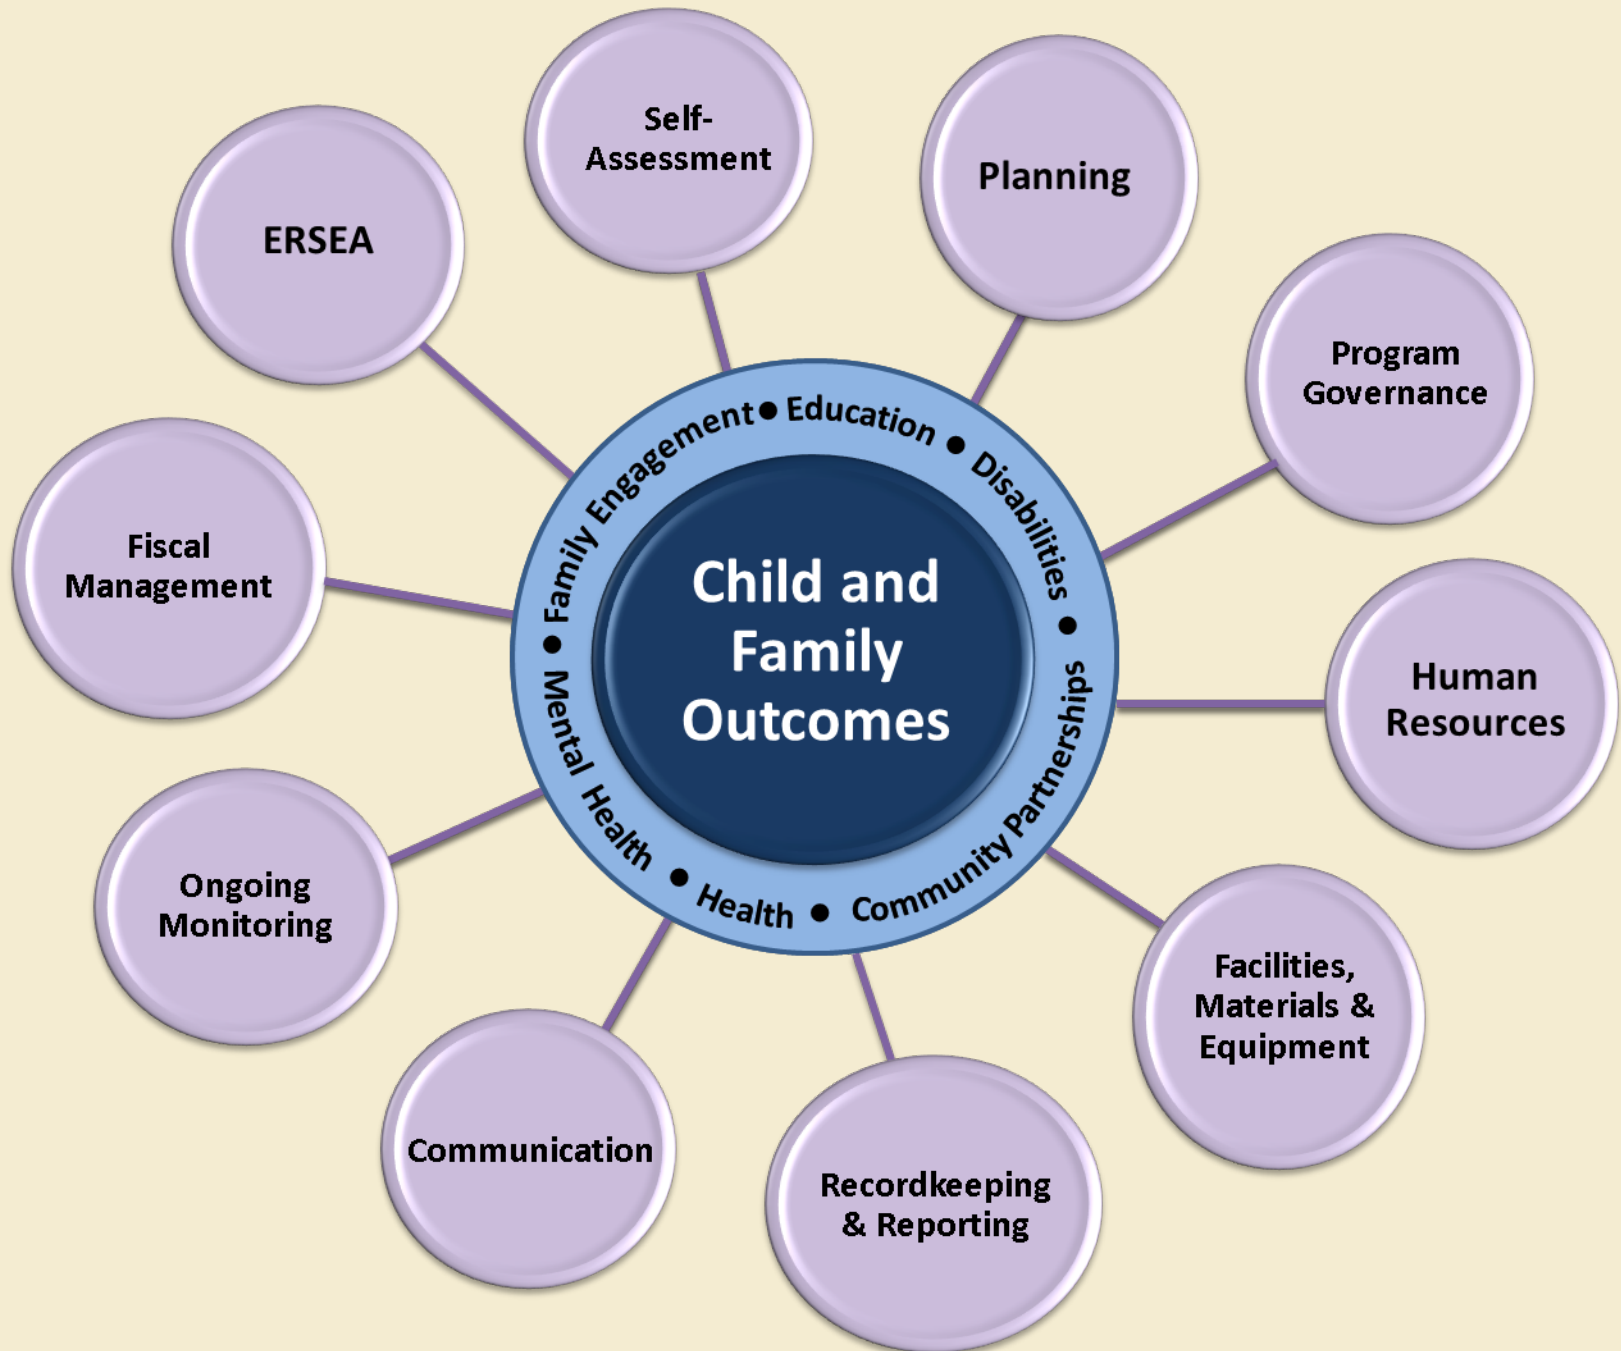 Self-
Assessment
Planning
ERSEA
Program
Governance
Fiscal
Management
Human
Resources
Ongoing
Monitoring
Facilities,
Materials &
Equipment
Communication
Recordkeeping
& Reporting
● Family Engagement ● Education ● Disabilities ● Community Partnerships ● Health ● Mental Health
Child and
Family
Outcomes